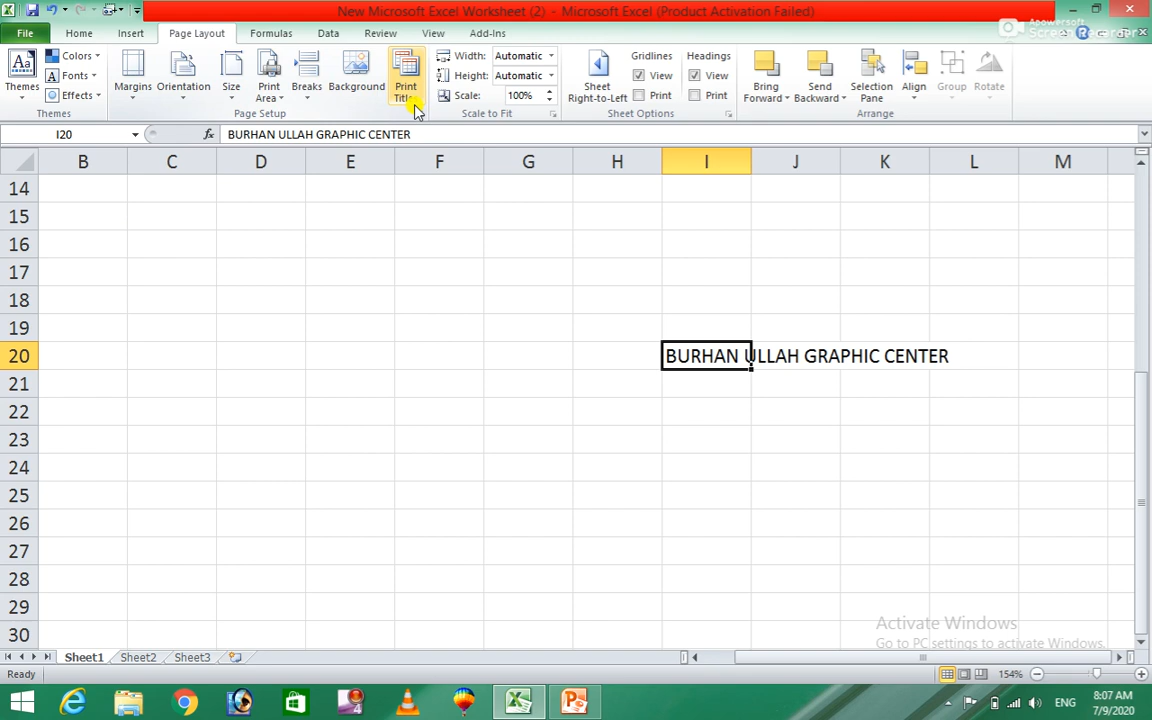 New Microsoft Excel Worksheet (2) - Microsoft Excel (Product Activation Failed)
File Home Insert Page Layout Formulas Data Review View Add-Ins
Apowersoft
Screen Recorder
Themes Colors Fonts Effects Themes
Margins Orientation Size Print Area Breaks Background Print Titles Page Setup
Width: Automatic
Height: Automatic
Scale: 100%
Scale to Fit
Sheet Right-to-Left
Gridlines View Print
Headings View Print
Sheet Options
Bring Forward Send Backward Selection Pane Align Group Rotate
Arrange
I20 fx BURHAN ULLAH GRAPHIC CENTER
B C D E F G H I J K L M
14
15
16
17
18
19
20 BURHAN ULLAH GRAPHIC CENTER
21
22
23
24
25
26
27
28
29
30
Activate Windows
Go to PC settings to activate Windows.
Sheet1 Sheet2 Sheet3
Ready 154%
ENG 8:07 AM
7/9/2020